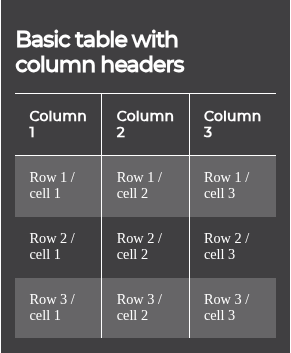 Basic table with
column headers
Column 1 Column 2 Column 3
Row 1 / cell 1 Row 1 / cell 2 Row 1 / cell 3
Row 2 / cell 1 Row 2 / cell 2 Row 2 / cell 3
Row 3 / cell 1 Row 3 / cell 2 Row 3 / cell 3